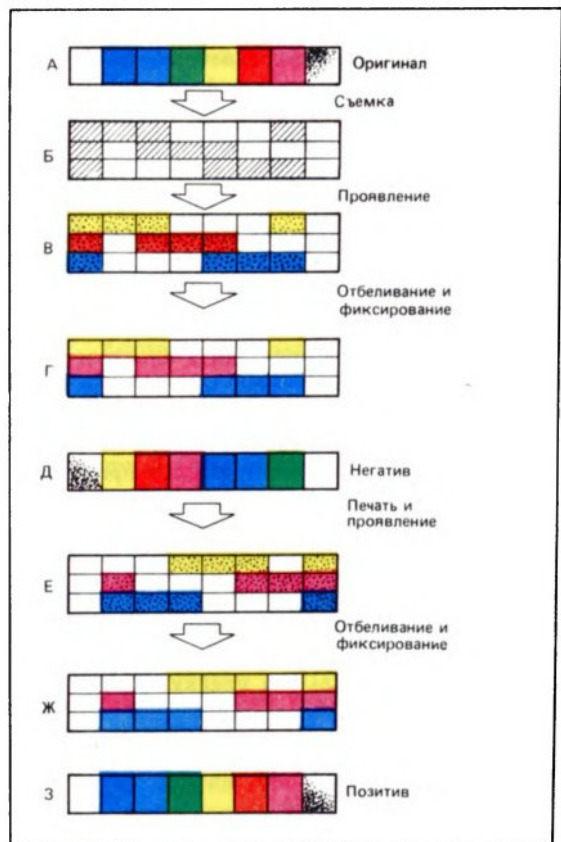 А Оригинал
Съемка
Б
Проявление
В
Отбеливание и
фиксирование
Г
Д Негатив
Печать и
проявление
Е
Отбеливание и
фиксирование
Ж
З Позитив